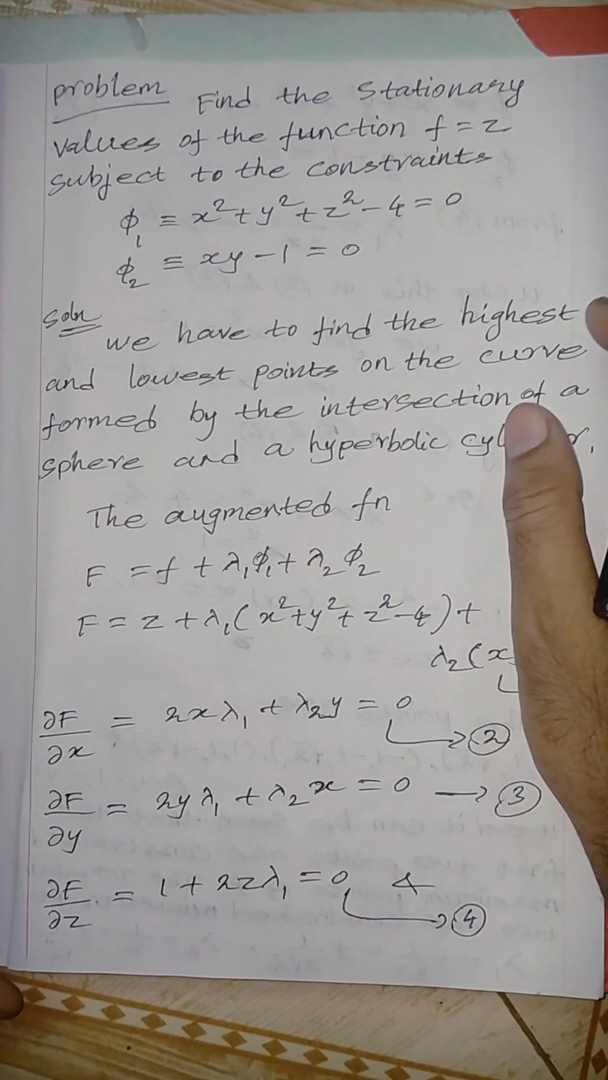 problem Find the stationary
values of the function f = z
subject to the constraints
ϕ₁ ≡ x² + y² + z² - 4 = 0
ϕ₂ ≡ xy - 1 = 0
soln
we have to find the highest
and lowest points on the curve
formed by the intersection of a
sphere and a hyperbolic
The augmented fn
F = f + λ₁ϕ₁ + λ₂ϕ₂
F = z + λ₁(x² + y² + z² - 4) +
λ₂(x
∂F/∂x = 2xλ₁ + λ₂y = 0 → ②
∂F/∂y = 2yλ₁ + λ₂x = 0 → ③
∂F/∂z = 1 + 2zλ₁ = 0 & → ④